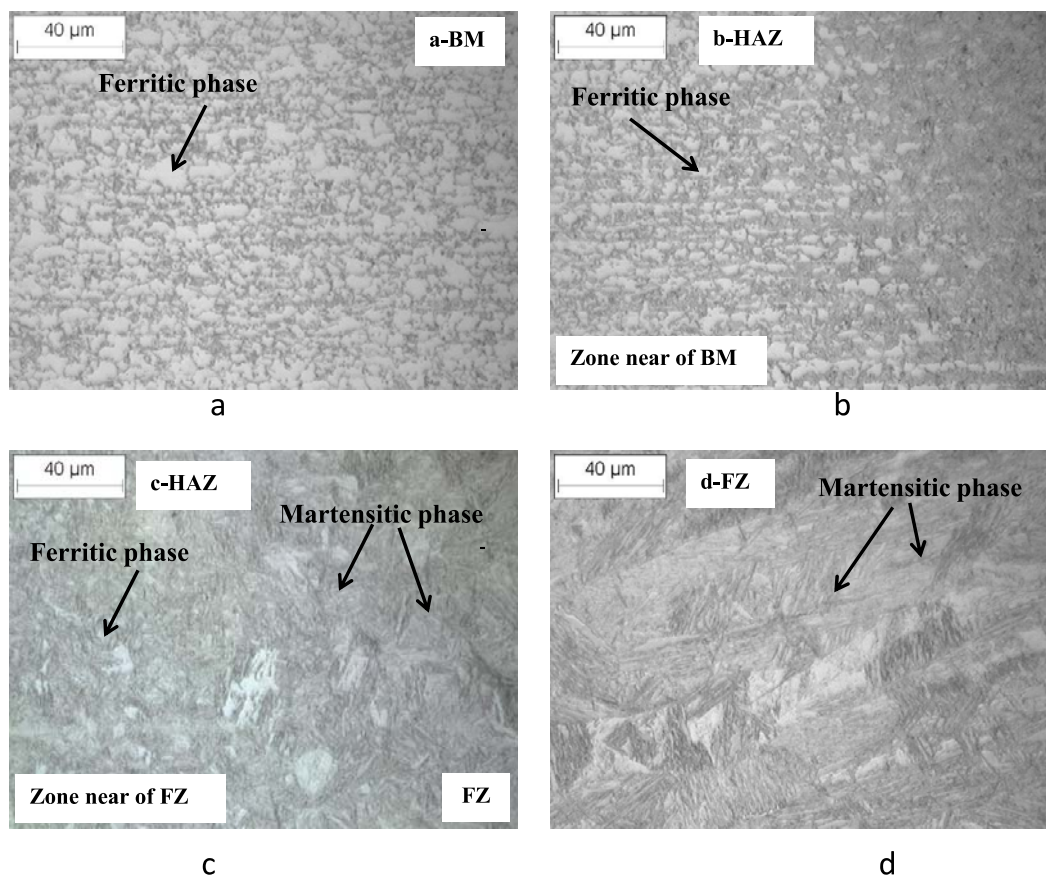 40 μm
a-BM
Ferritic phase
a
40 μm
b-HAZ
Ferritic phase
Zone near of BM
b
40 μm
c-HAZ
Martensitic phase
Ferritic phase
Zone near of FZ
FZ
c
40 μm
d-FZ
Martensitic phase
d